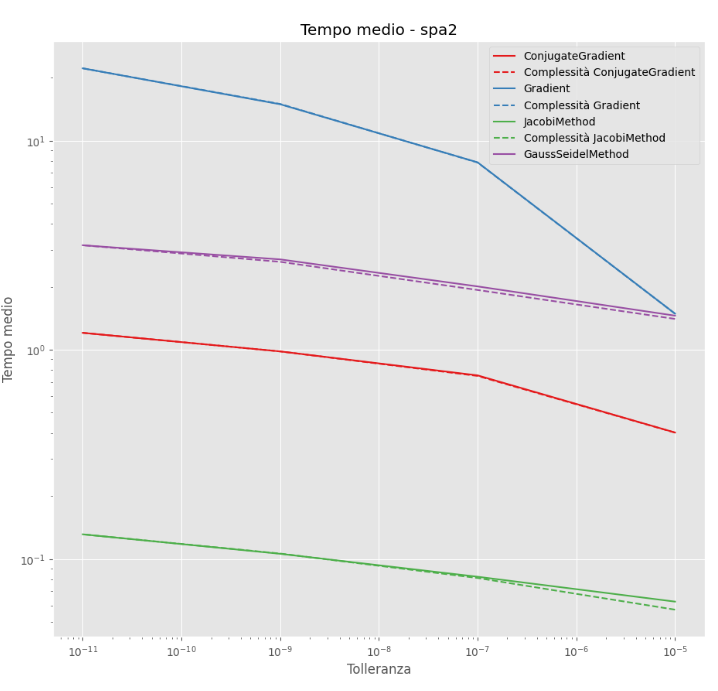 Tempo medio - spa2
ConjugateGradient
Complessità ConjugateGradient
Gradient
Complessità Gradient
JacobiMethod
Complessità JacobiMethod
GaussSeidelMethod
Tempo medio
10¹
10⁰
10⁻¹
10⁻¹¹ 10⁻¹⁰ 10⁻⁹ 10⁻⁸ 10⁻⁷ 10⁻⁶ 10⁻⁵
Tolleranza